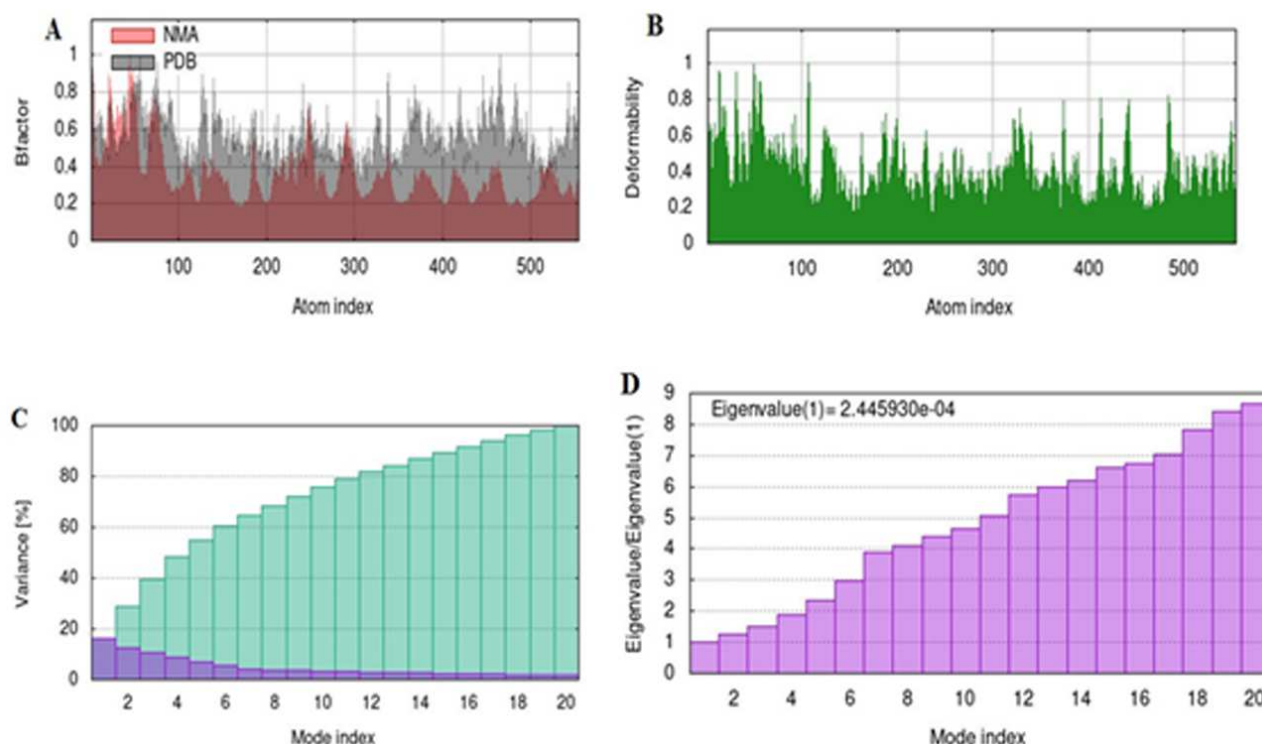 A
NMA
PDB
Bfactor
1
0.8
0.6
0.4
0.2
0
100 200 300 400 500
Atom index
B
Deformability
1
0.8
0.6
0.4
0.2
0
100 200 300 400 500
Atom index
C
Variance [%]
100
80
60
40
20
0
2 4 6 8 10 12 14 16 18 20
Mode index
D
Eigenvalue/Eigenvalue(1)
Eigenvalue(1)= 2.445930e-04
9
8
7
6
5
4
3
2
1
0
2 4 6 8 10 12 14 16 18 20
Mode index